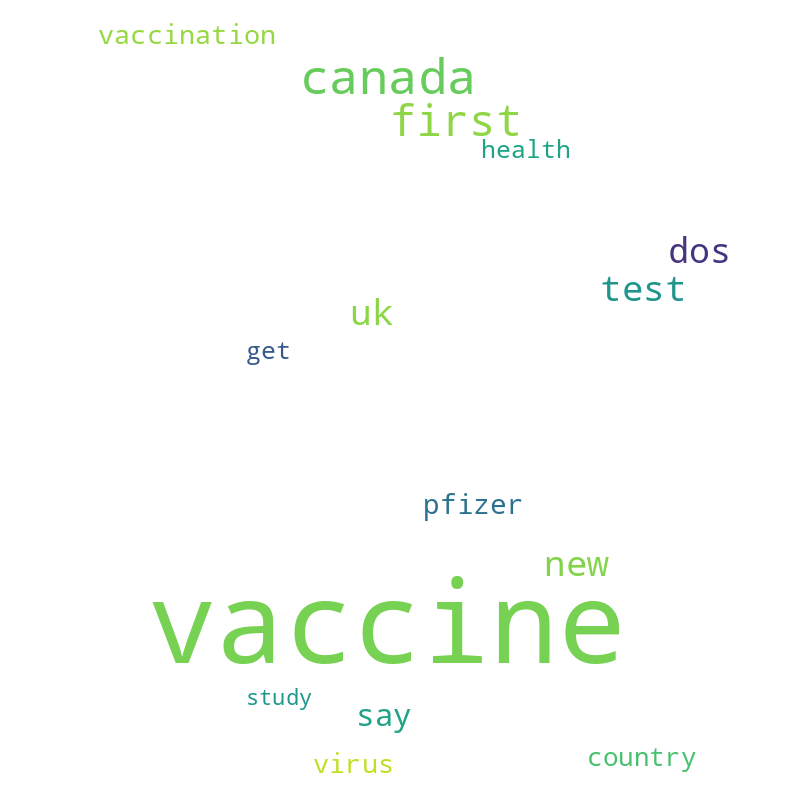 vaccination
canada
first
health
dos
test
uk
get
pfizer
new
vaccine
study
say
country
virus